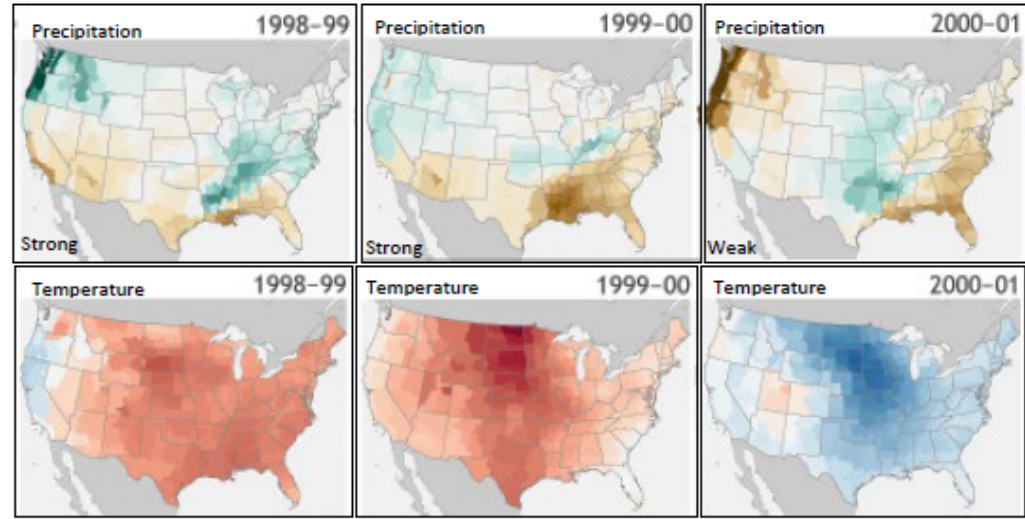 Precipitation 1998-99
Strong
Precipitation 1999-00
Strong
Precipitation 2000-01
Weak
Temperature 1998-99
Temperature 1999-00
Temperature 2000-01